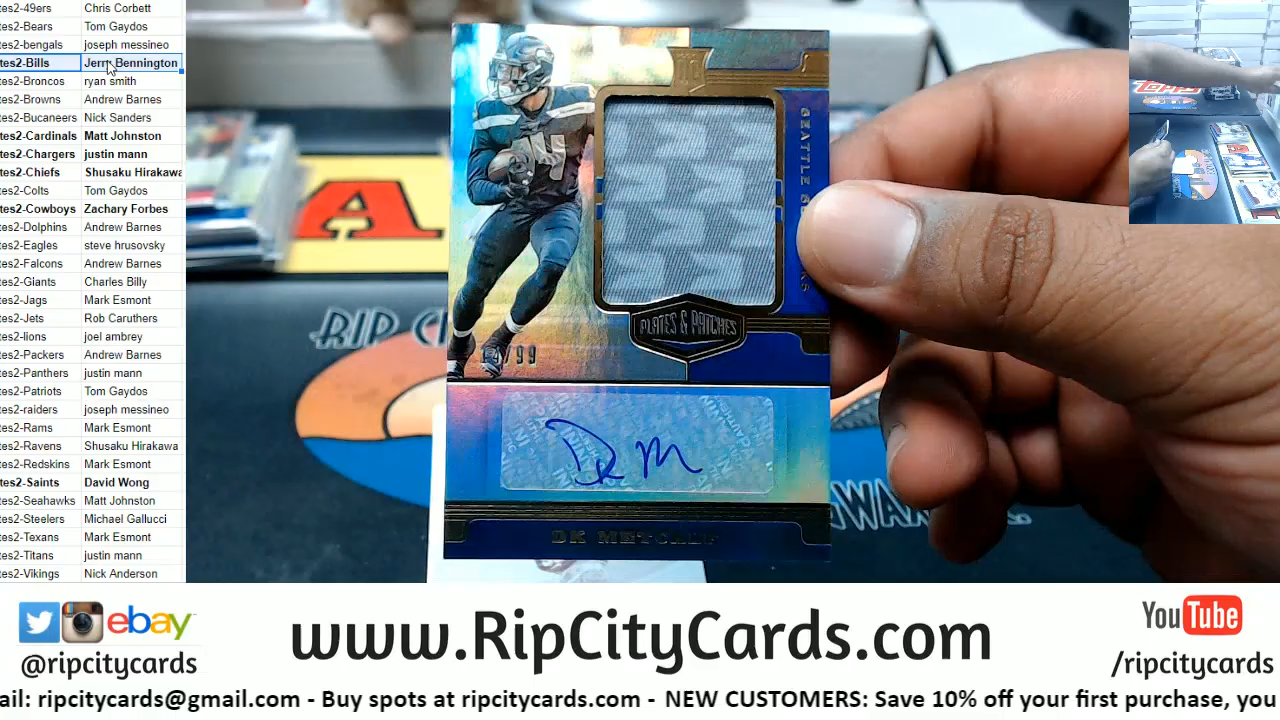 tes2-49ers Chris Corbett
tes2-Bears Tom Gaydos
tes2-bengals joseph messineo
tes2-Bills Jerry Bennington
tes2-Broncos ryan smith
tes2-Browns Andrew Barnes
tes2-Bucaneers Nick Sanders
tes2-Cardinals Matt Johnston
tes2-Chargers justin mann
tes2-Chiefs Shusaku Hirakawa
tes2-Colts Tom Gaydos
tes2-Cowboys Zachary Forbes
tes2-Dolphins Andrew Barnes
tes2-Eagles steve hrusovsky
tes2-Falcons Andrew Barnes
tes2-Giants Charles Billy
tes2-Jags Mark Esmont
tes2-Jets Rob Caruthers
tes2-lions joel ambrey
tes2-Packers Andrew Barnes
tes2-Panthers justin mann
tes2-Patriots Tom Gaydos
tes2-raiders joseph messineo
tes2-Rams Mark Esmont
tes2-Ravens Shusaku Hirakawa
tes2-Redskins Mark Esmont
tes2-Saints David Wong
tes2-Seahawks Matt Johnston
tes2-Steelers Michael Gallucci
tes2-Texans Mark Esmont
tes2-Titans justin mann
tes2-Vikings Nick Anderson
SEATTLE
PLATES & PATCHES
14/99
DK M
DK METCALF
RIP
TOPPS
www.RipCityCards.com
ebay
@ripcitycards
YouTube
/ripcitycards
ail: ripcitycards@gmail.com - Buy spots at ripcitycards.com - NEW CUSTOMERS: Save 10% off your first purchase, you